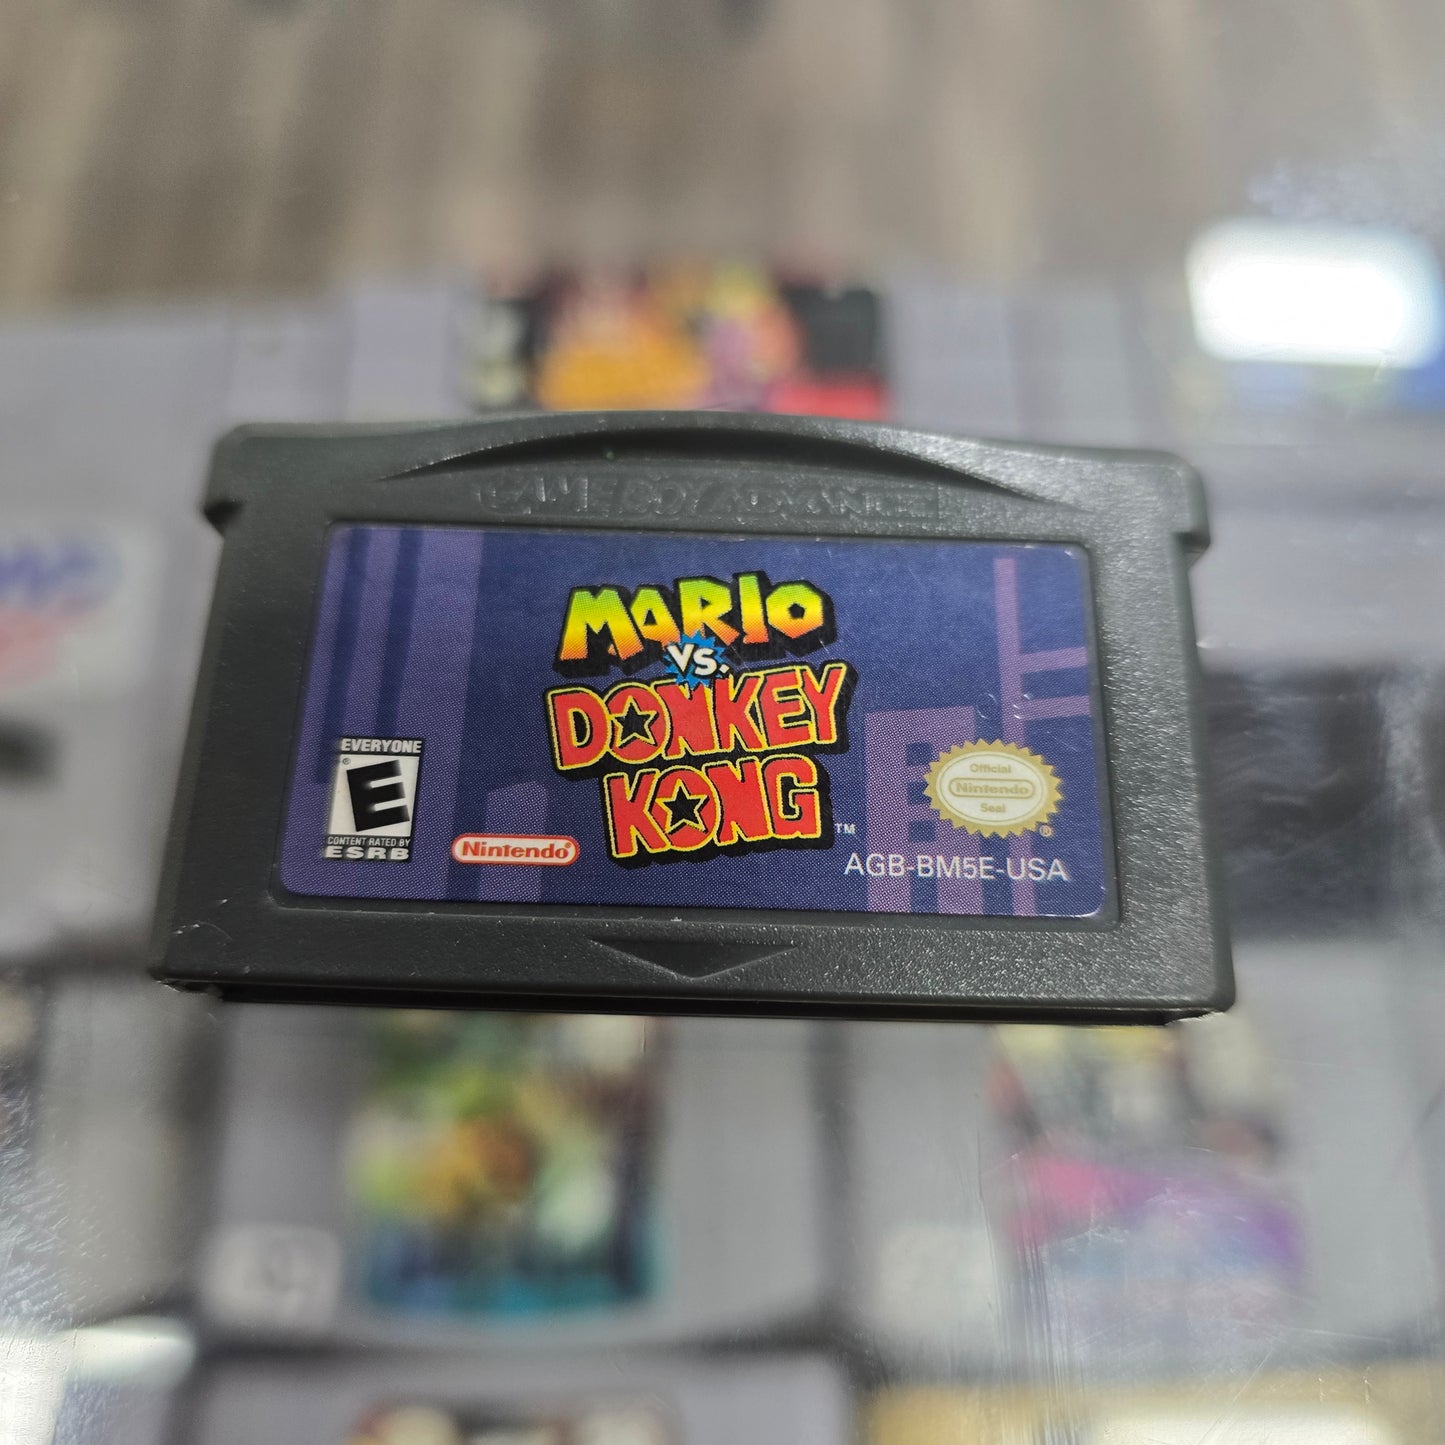 GAME BOY ADVANCE
MARIO
VS.
DONKEY
KONG
TM
EVERYONE
E
®
CONTENT RATED BY
ESRB
Nintendo®
Official
Nintendo
Seal
®
AGB-BM5E-USA